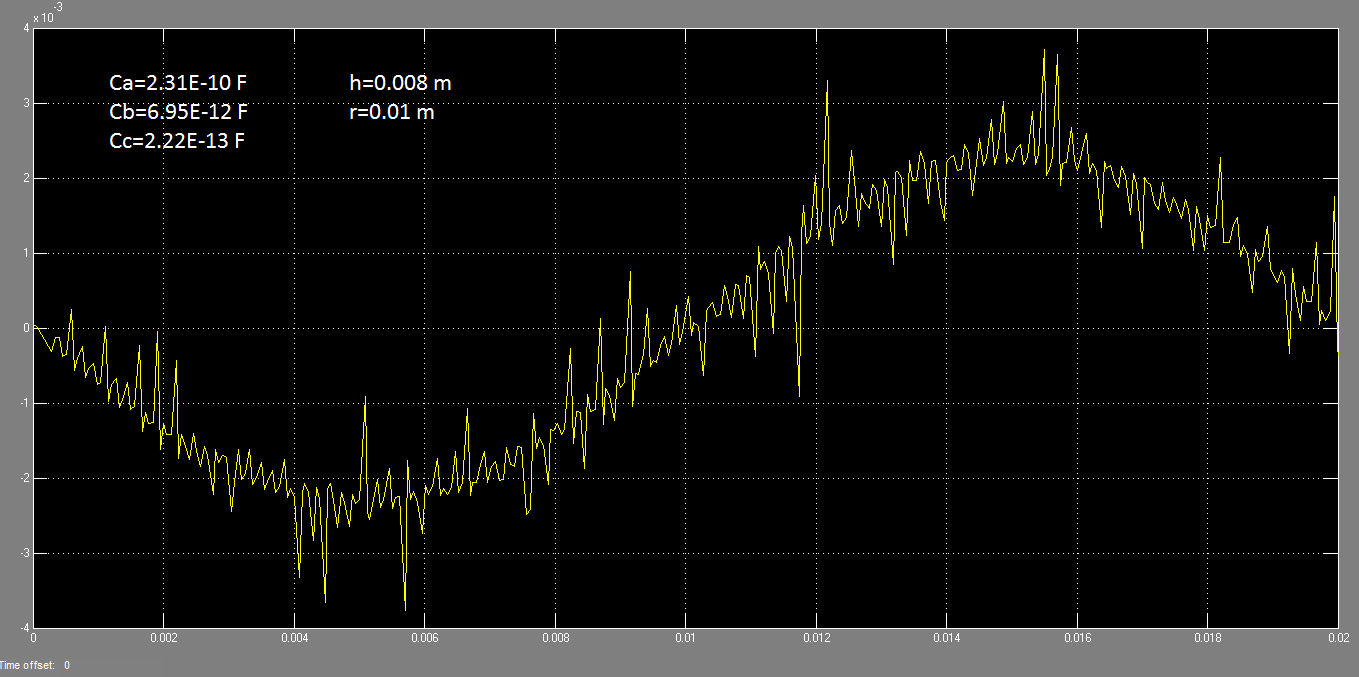 x 10 -3
4
Ca=2.31E-10 F h=0.008 m
3
Cb=6.95E-12 F r=0.01 m
Cc=2.22E-13 F
2
1
0
-1
-2
-3
-4
0 0.002 0.004 0.006 0.008 0.01 0.012 0.014 0.016 0.018 0.02
Time offset: 0